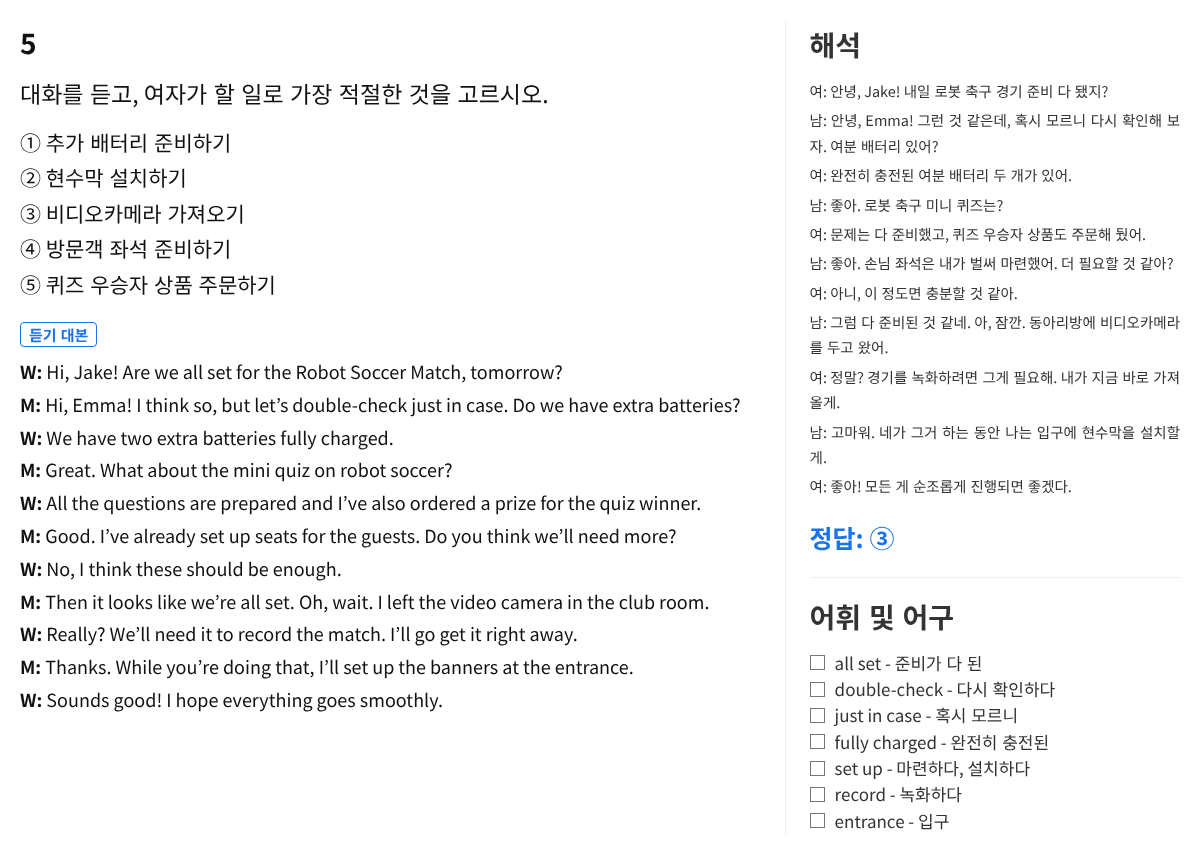 5
대화를 듣고, 여자가 할 일로 가장 적절한 것을 고르시오.
① 추가 배터리 준비하기
② 현수막 설치하기
③ 비디오카메라 가져오기
④ 방문객 좌석 준비하기
⑤ 퀴즈 우승자 상품 주문하기
듣기 대본
W: Hi, Jake! Are we all set for the Robot Soccer Match, tomorrow?
M: Hi, Emma! I think so, but let’s double-check just in case. Do we have extra batteries?
W: We have two extra batteries fully charged.
M: Great. What about the mini quiz on robot soccer?
W: All the questions are prepared and I’ve also ordered a prize for the quiz winner.
M: Good. I’ve already set up seats for the guests. Do you think we’ll need more?
W: No, I think these should be enough.
M: Then it looks like we’re all set. Oh, wait. I left the video camera in the club room.
W: Really? We’ll need it to record the match. I’ll go get it right away.
M: Thanks. While you’re doing that, I’ll set up the banners at the entrance.
W: Sounds good! I hope everything goes smoothly.
해석
여: 안녕, Jake! 내일 로봇 축구 경기 준비 다 됐지?
남: 안녕, Emma! 그런 것 같은데, 혹시 모르니 다시 확인해 보
자. 여분 배터리 있어?
여: 완전히 충전된 여분 배터리 두 개가 있어.
남: 좋아. 로봇 축구 미니 퀴즈는?
여: 문제는 다 준비했고, 퀴즈 우승자 상품도 주문해 뒀어.
남: 좋아. 손님 좌석은 내가 벌써 마련했어. 더 필요할 것 같아?
여: 아니, 이 정도면 충분할 것 같아.
남: 그럼 다 준비된 것 같네. 아, 잠깐. 동아리방에 비디오카메라
를 두고 왔어.
여: 정말? 경기를 녹화하려면 그게 필요해. 내가 지금 바로 가져
올게.
남: 고마워. 네가 그거 하는 동안 나는 입구에 현수막을 설치할
게.
여: 좋아! 모든 게 순조롭게 진행되면 좋겠다.
정답: ③
어휘 및 어구
☐ all set - 준비가 다 된
☐ double-check - 다시 확인하다
☐ just in case - 혹시 모르니
☐ fully charged - 완전히 충전된
☐ set up - 마련하다, 설치하다
☐ record - 녹화하다
☐ entrance - 입구